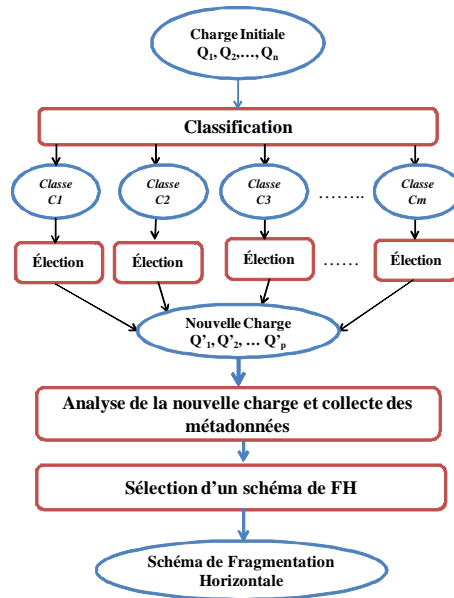 Charge Initiale
Q1, Q2,..., Qn
Classification
Classe
C1
Classe
C2
Classe
C3
........
Classe
Cm
Élection
Élection
Élection
......
Élection
Nouvelle Charge
Q'1, Q'2, ... Q'p
Analyse de la nouvelle charge et collecte des
métadonnées
Sélection d'un schéma de FH
Schéma de Fragmentation
Horizontale